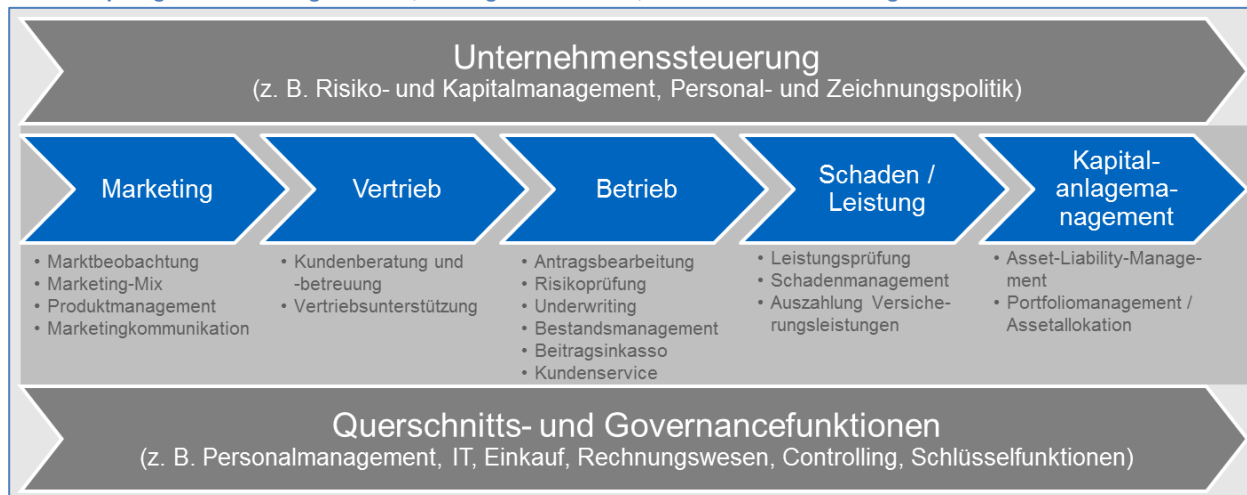 Unternehmenssteuerung
(z. B. Risiko- und Kapitalmanagement, Personal- und Zeichnungspolitik)
Marketing
Vertrieb
Betrieb
Schaden /
Leistung
Kapital-
anlagema-
nagement
• Marktbeobachtung
• Marketing-Mix
• Produktmanagement
• Marketingkommunikation
• Kundenberatung und
-betreuung
• Vertriebsunterstützung
• Antragsbearbeitung
• Risikoprüfung
• Underwriting
• Bestandsmanagement
• Beitragsinkasso
• Kundenservice
• Leistungsprüfung
• Schadenmanagement
• Auszahlung Versiche-
rungsleistungen
• Asset-Liability-Manage-
ment
• Portfoliomanagement /
Assetallokation
Querschnitts- und Governancefunktionen
(z. B. Personalmanagement, IT, Einkauf, Rechnungswesen, Controlling, Schlüsselfunktionen)